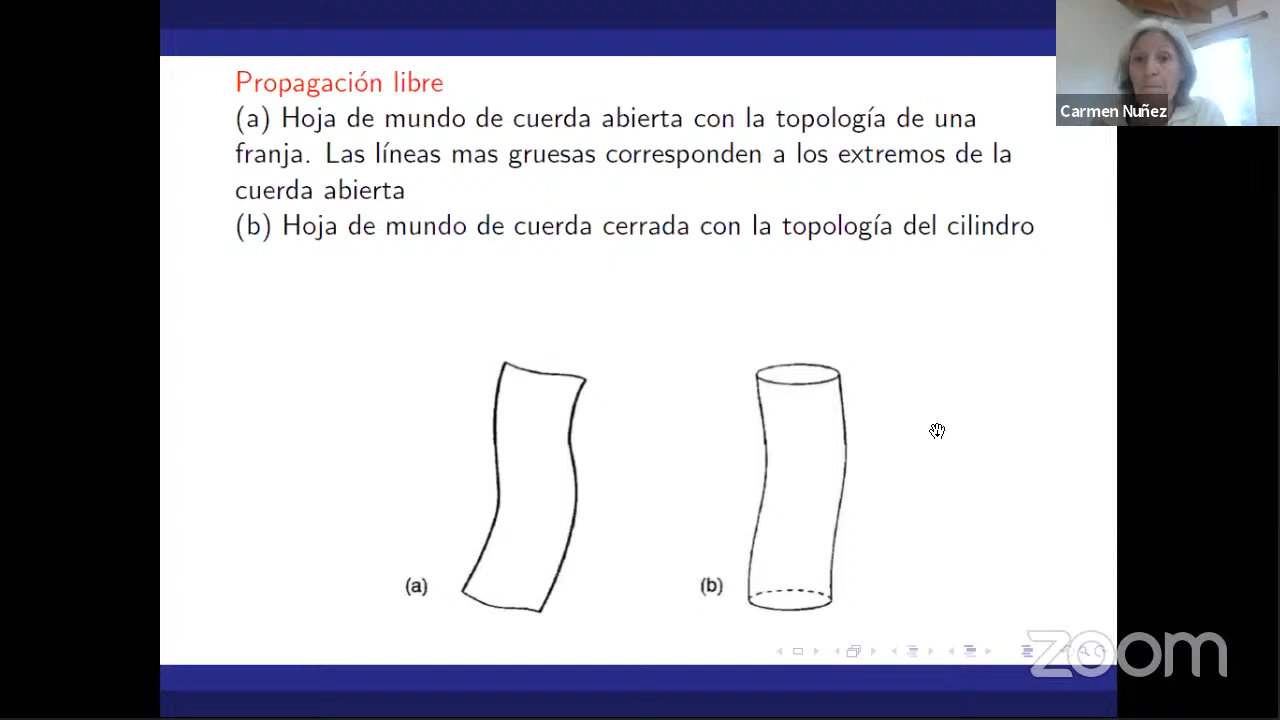 Propagación libre
(a) Hoja de mundo de cuerda abierta con la topología de una
franja. Las líneas mas gruesas corresponden a los extremos de la
cuerda abierta
(b) Hoja de mundo de cuerda cerrada con la topología del cilindro
Carmen Nuñez
(a)
(b)
zoom